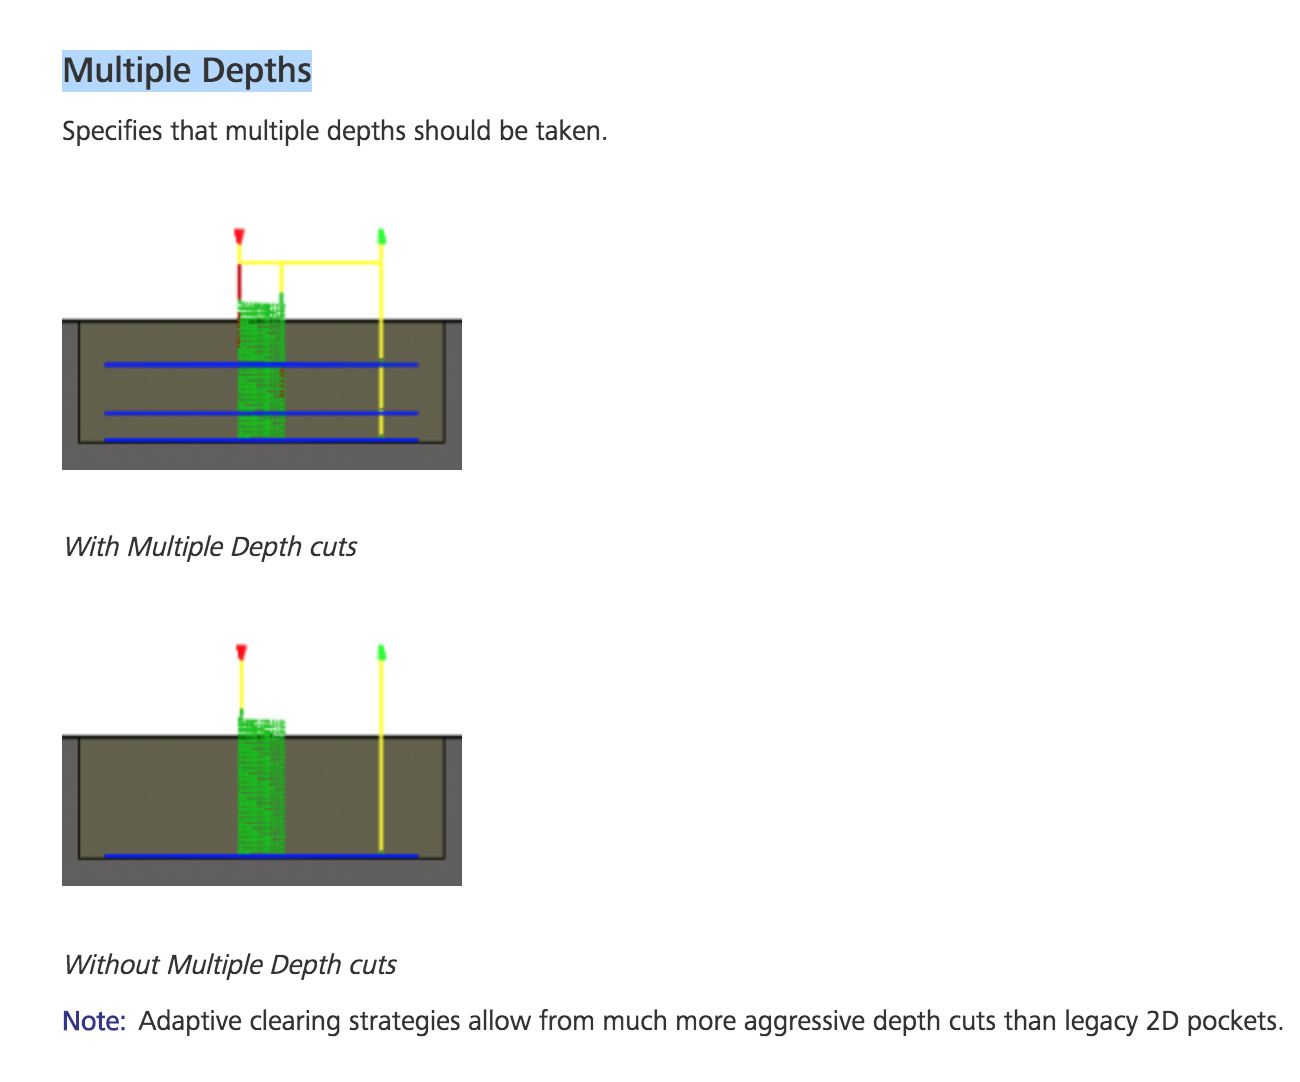 Multiple Depths
Specifies that multiple depths should be taken.
With Multiple Depth cuts
Without Multiple Depth cuts
Note: Adaptive clearing strategies allow from much more aggressive depth cuts than legacy 2D pockets.